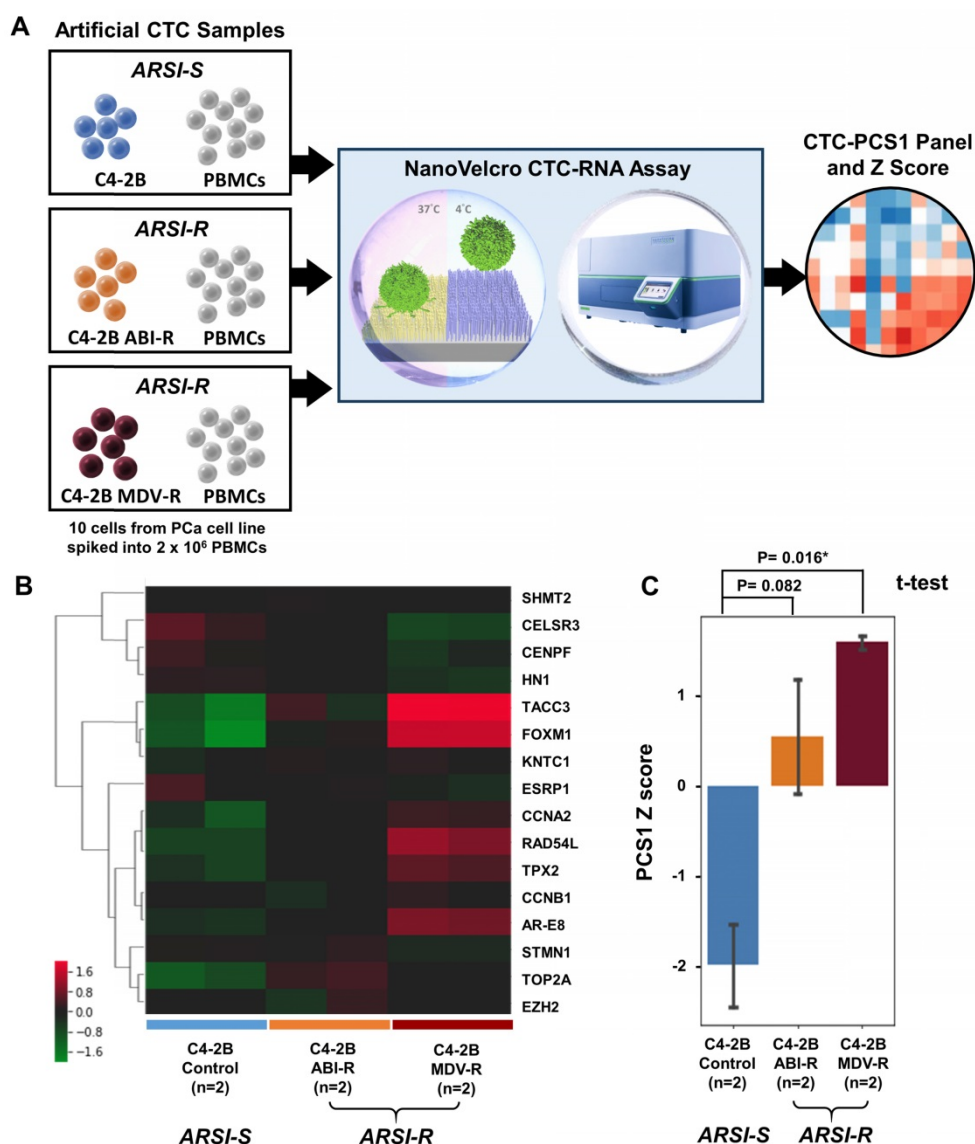 A
Artificial CTC Samples
ARSI-S
C4-2B PBMCs
ARSI-R
C4-2B ABI-R PBMCs
ARSI-R
C4-2B MDV-R PBMCs
10 cells from PCa cell line
spiked into 2 x 10⁶ PBMCs
NanoVelcro CTC-RNA Assay
37°C 4°C
CTC-PCS1 Panel
and Z Score
B
SHMT2
CELSR3
CENPF
HN1
TACC3
FOXM1
KNTC1
ESRP1
CCNA2
RAD54L
TPX2
CCNB1
AR-E8
STMN1
TOP2A
EZH2
1.6
0.8
0.0
−0.8
−1.6
C4-2B
Control
(n=2)
C4-2B
ABI-R
(n=2)
C4-2B
MDV-R
(n=2)
ARSI-S
ARSI-R
C
P= 0.016*
t-test
P= 0.082
PCS1 Z score
1
0
-1
-2
C4-2B
Control
(n=2)
C4-2B
ABI-R
(n=2)
C4-2B
MDV-R
(n=2)
ARSI-S
ARSI-R